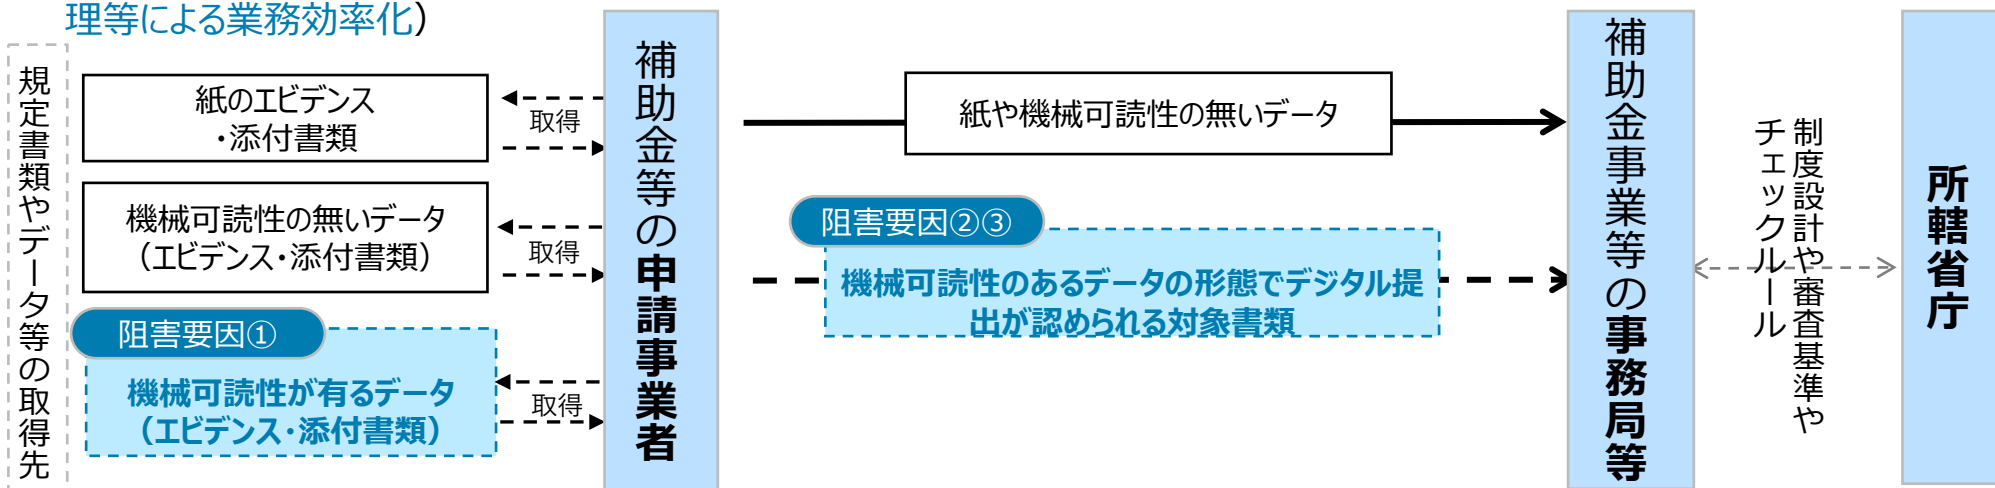 理等による業務効率化）
規定書類やデータ等の取得先
紙のエビデンス
・添付書類
取得
機械可読性の無いデータ
（エビデンス・添付書類）
取得
阻害要因①
機械可読性が有るデータ
（エビデンス・添付書類）
取得
補助金等の申請事業者
紙や機械可読性の無いデータ
阻害要因②③
機械可読性のあるデータの形態でデジタル提
出が認められる対象書類
補助金事業等の事務局等
制度設計や審査基準や
チェックルール
所轄省庁